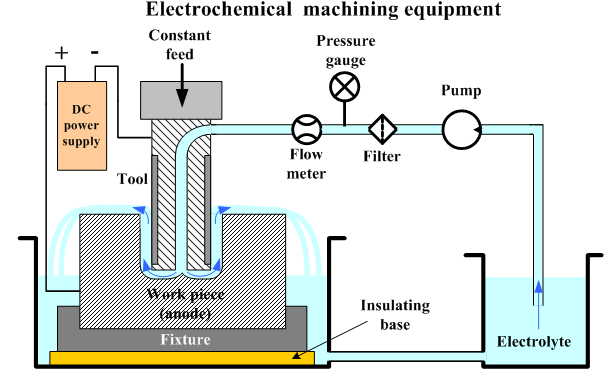 Electrochemical machining equipment
Constant
feed
+ -
DC
power
supply
Pressure
gauge
Pump
Flow
meter
Filter
Tool
Work piece
(anode)
Fixture
Insulating
base
Electrolyte